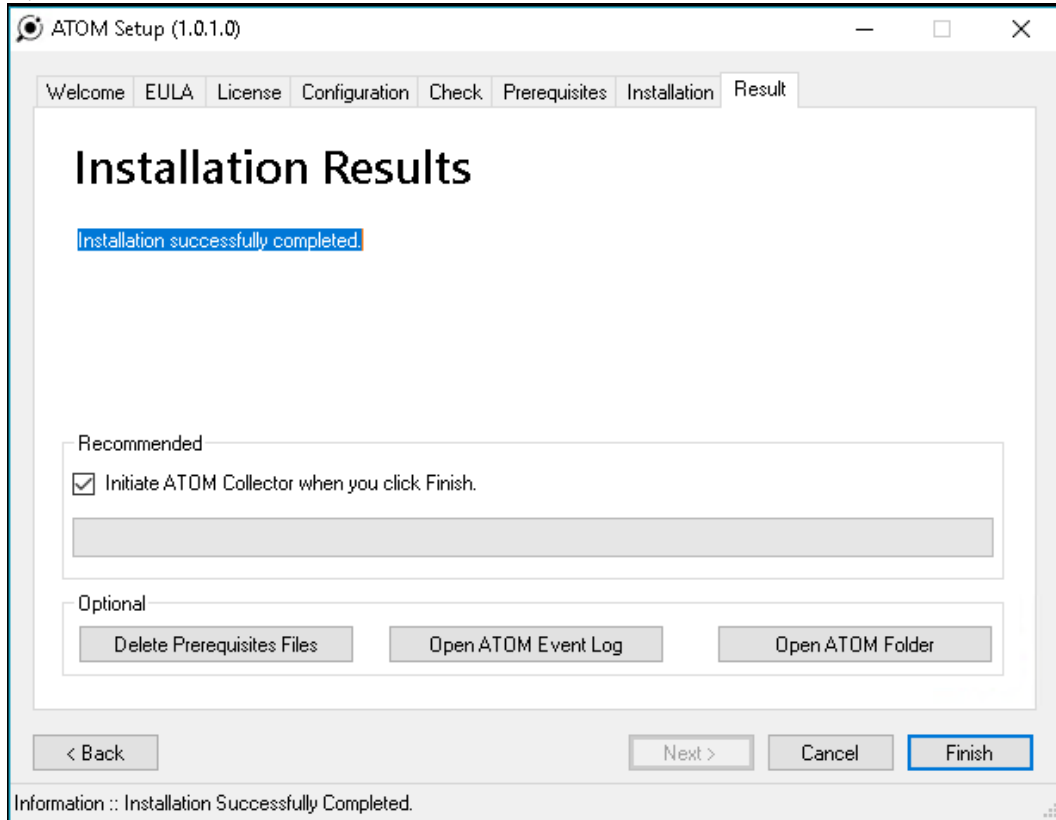 ATOM Setup (1.0.1.0)
Welcome EULA License Configuration Check Prerequisites Installation Result
Installation Results
Installation successfully completed.
Recommended
Initiate ATOM Collector when you click Finish.
Optional
Delete Prerequisites Files Open ATOM Event Log Open ATOM Folder
< Back Next > Cancel Finish
Information :: Installation Successfully Completed.